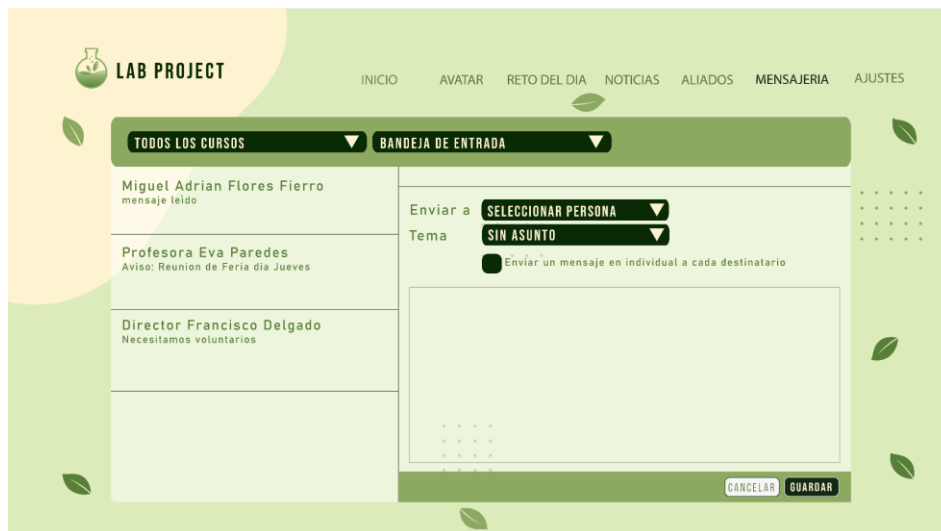 LAB PROJECT
INICIO AVATAR RETO DEL DIA NOTICIAS ALIADOS MENSAJERIA AJUSTES
TODOS LOS CURSOS BANDEJA DE ENTRADA
Miguel Adrian Flores Fierro
mensaje leìdo
Profesora Eva Paredes
Aviso: Reunion de Feria dia Jueves
Director Francisco Delgado
Necesitamos voluntarios
Enviar a SELECCIONAR PERSONA
Tema SIN ASUNTO
Enviar un mensaje en individual a cada destinatario
CANCELAR GUARDAR